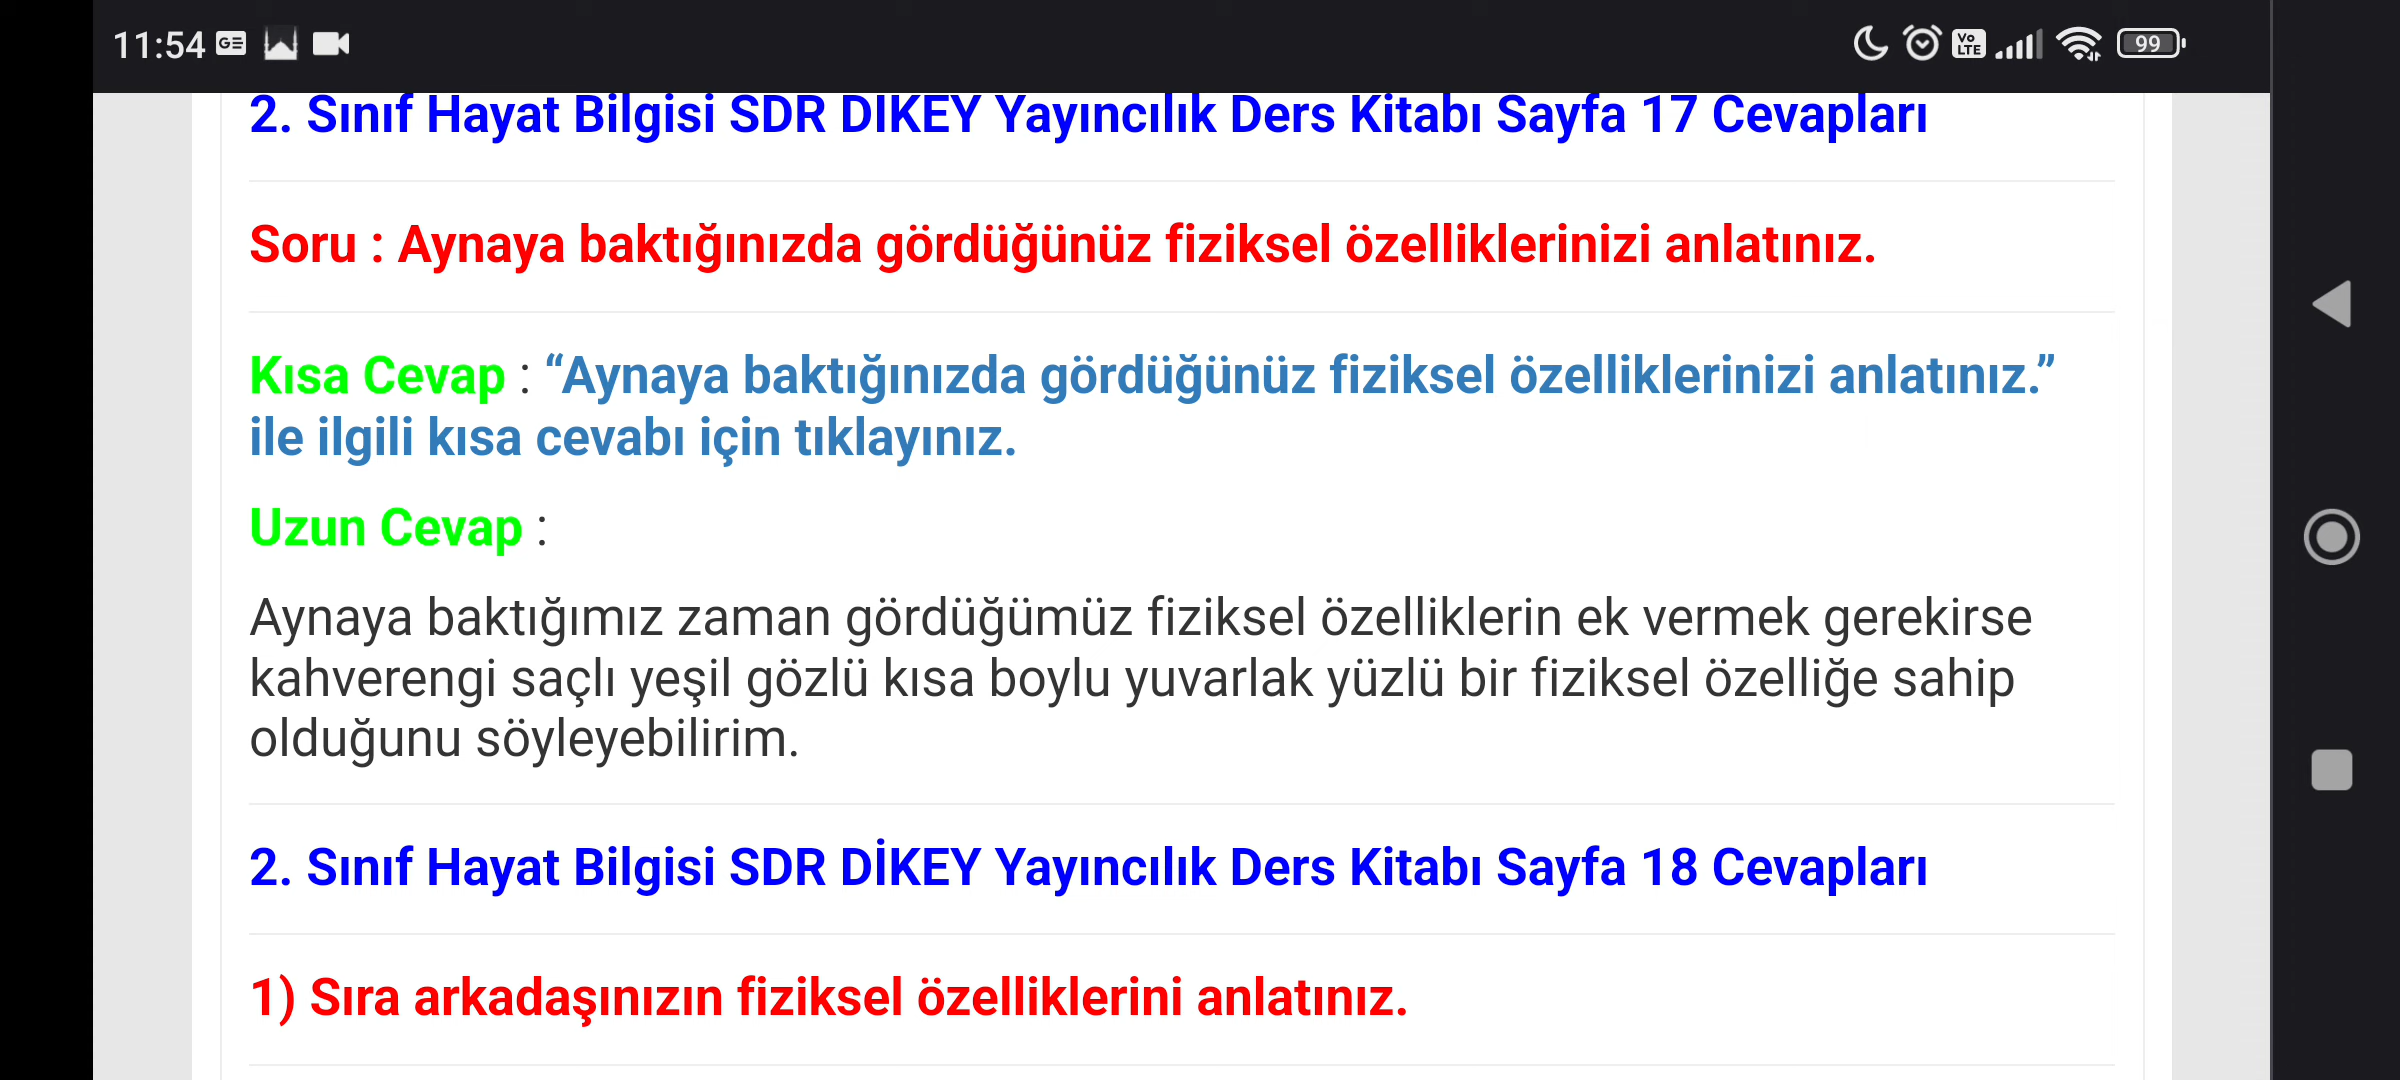 11:54 GE Vo LTE 99
2. Sınıf Hayat Bilgisi SDR DİKEY Yayıncılık Ders Kitabı Sayfa 17 Cevapları
Soru : Aynaya baktığınızda gördüğünüz fiziksel özelliklerinizi anlatınız.
Kısa Cevap : “Aynaya baktığınızda gördüğünüz fiziksel özelliklerinizi anlatınız.”
ile ilgili kısa cevabı için tıklayınız.
Uzun Cevap :
Aynaya baktığımız zaman gördüğümüz fiziksel özelliklerin ek vermek gerekirse
kahverengi saçlı yeşil gözlü kısa boylu yuvarlak yüzlü bir fiziksel özelliğe sahip
olduğunu söyleyebilirim.
2. Sınıf Hayat Bilgisi SDR DİKEY Yayıncılık Ders Kitabı Sayfa 18 Cevapları
1) Sıra arkadaşınızın fiziksel özelliklerini anlatınız.